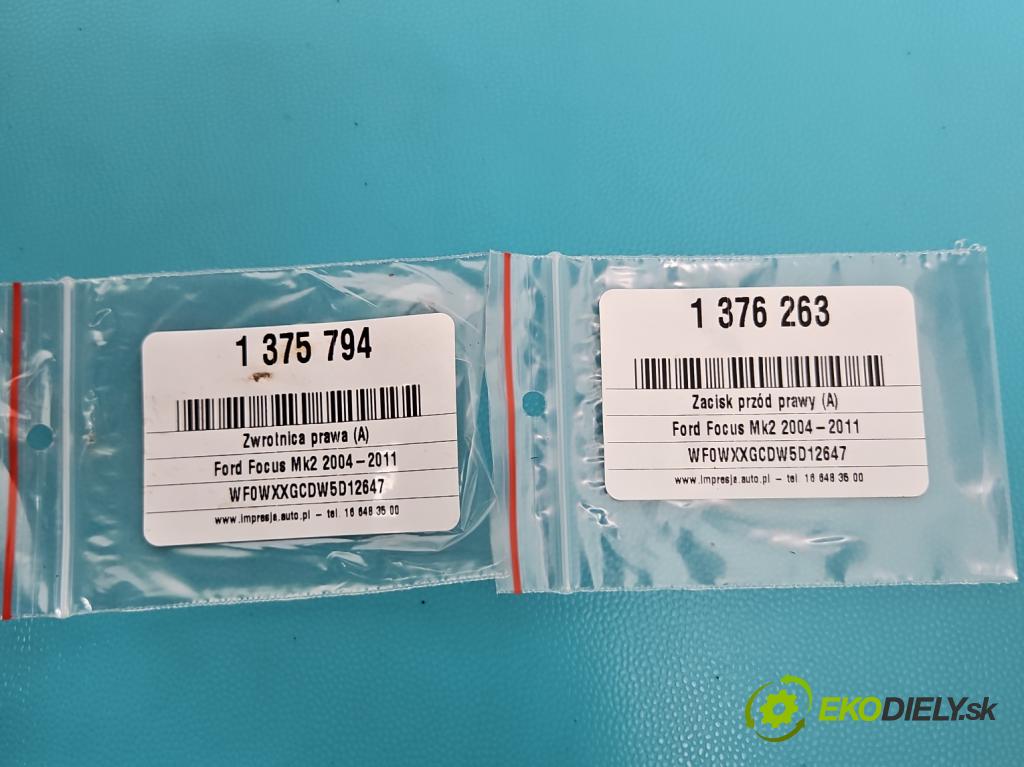 1 375 794
Zwrotnica prawa (A)
Ford Focus Mk2 2004-2011
WF0WXXGCDW5D12647
www.impresja.auto.pl - tel. 16 648 35 00
1 376 263
Zacisk przód prawy (A)
Ford Focus Mk2 2004-2011
WF0WXXGCDW5D12647
www.impresja.auto.pl - tel. 16 648 35 00
EKODIELY.sk